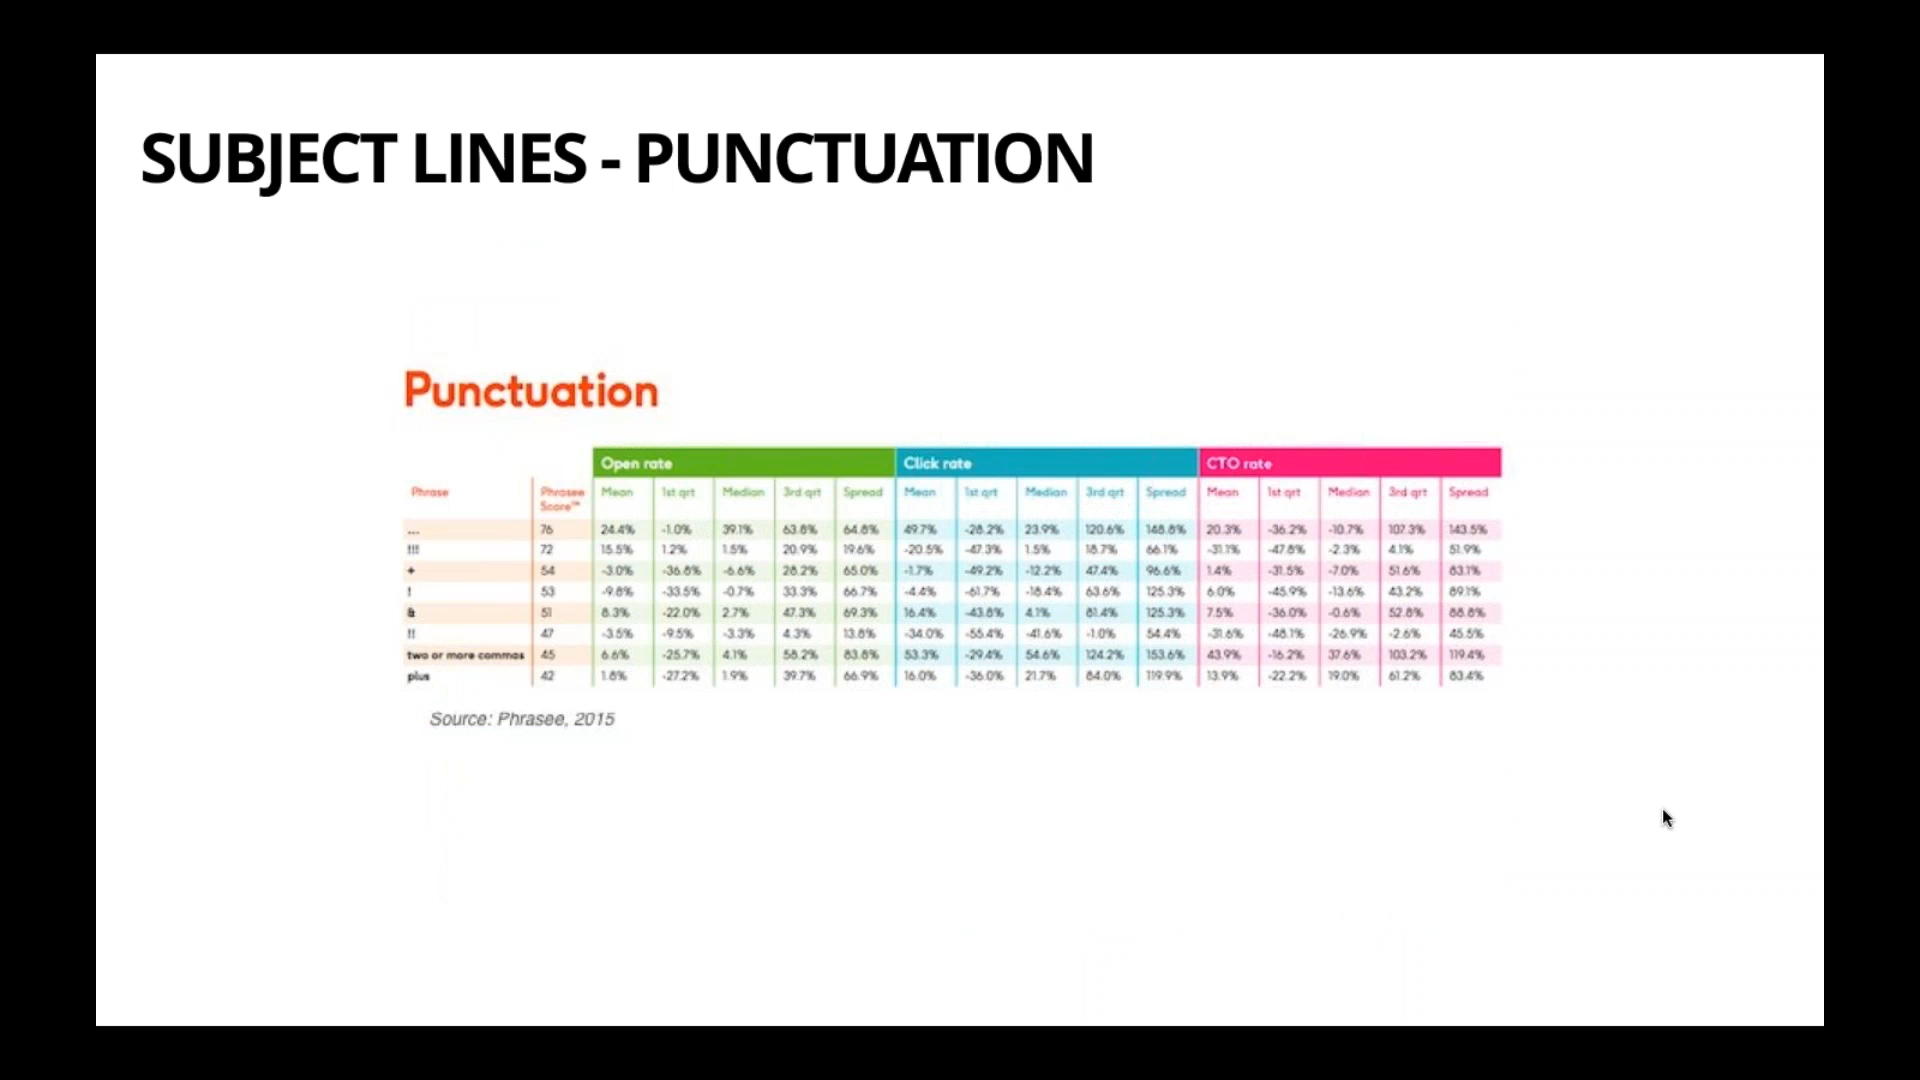 SUBJECT LINES - PUNCTUATION
Punctuation
Open rate Click rate CTO rate
Phrase Phrasee Score™ Mean 1st qrt Median 3rd qrt Spread Mean 1st qrt Median 3rd qrt Spread Mean 1st qrt Median 3rd qrt Spread
... 76 24.4% -1.0% 39.1% 63.8% 64.8% 49.7% -28.2% 23.9% 120.6% 148.8% 20.3% -36.2% -10.7% 107.3% 143.5%
!!! 72 15.5% 1.2% 1.5% 20.9% 19.6% -20.5% -47.3% 1.5% 18.7% 66.1% -31.1% -47.8% -2.3% 4.1% 51.9%
+ 54 -3.0% -36.8% -6.6% 28.2% 65.0% -1.7% -49.2% -12.2% 47.4% 96.6% 1.4% -31.5% -7.0% 51.6% 83.1%
! 53 -9.8% -33.5% -0.7% 33.3% 66.7% -4.4% -61.7% -18.4% 63.6% 125.3% 6.0% -45.9% -13.6% 43.2% 89.1%
& 51 8.3% -22.0% 2.7% 47.3% 69.3% 16.4% -43.8% 4.1% 81.4% 125.3% 7.5% -36.0% -0.6% 52.8% 88.8%
!! 47 -3.5% -9.5% -3.3% 4.3% 13.8% -34.0% -55.4% -41.6% -1.0% 54.4% -31.6% -48.1% -26.9% -2.6% 45.5%
two or more commas 45 6.6% -25.7% 4.1% 58.2% 83.8% 53.3% -29.4% 54.6% 124.2% 153.6% 43.9% -16.2% 37.6% 103.2% 119.4%
plus 42 1.8% -27.2% 1.9% 39.7% 66.9% 16.0% -36.0% 21.7% 84.0% 119.9% 13.9% -22.2% 19.0% 61.2% 83.4%
Source: Phrasee, 2015